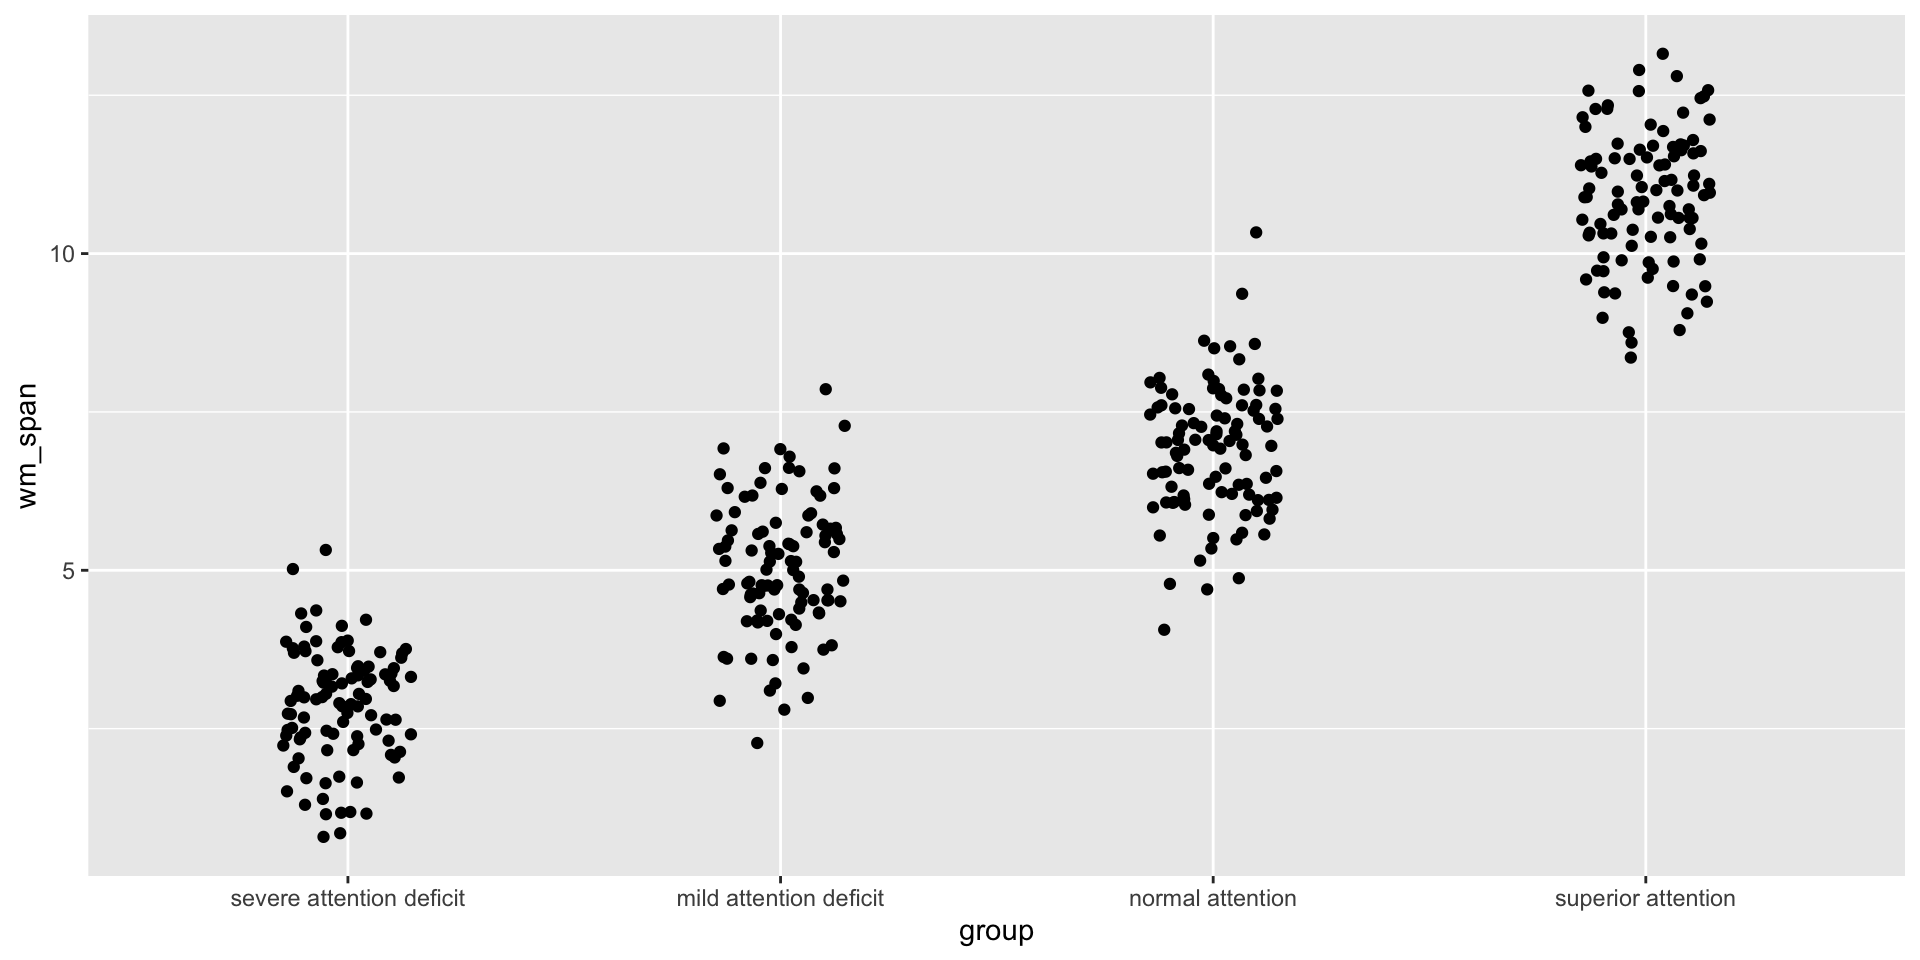 wm_span
10
5
severe attention deficit
mild attention deficit
normal attention
superior attention
group